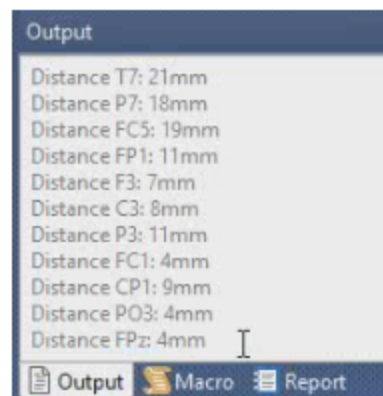 Output
Distance T7: 21mm
Distance P7: 18mm
Distance FC5: 19mm
Distance FP1: 11mm
Distance F3: 7mm
Distance C3: 8mm
Distance P3: 11mm
Distance FC1: 4mm
Distance CP1: 9mm
Distance PO3: 4mm
Distance FPz: 4mm
Output Macro Report